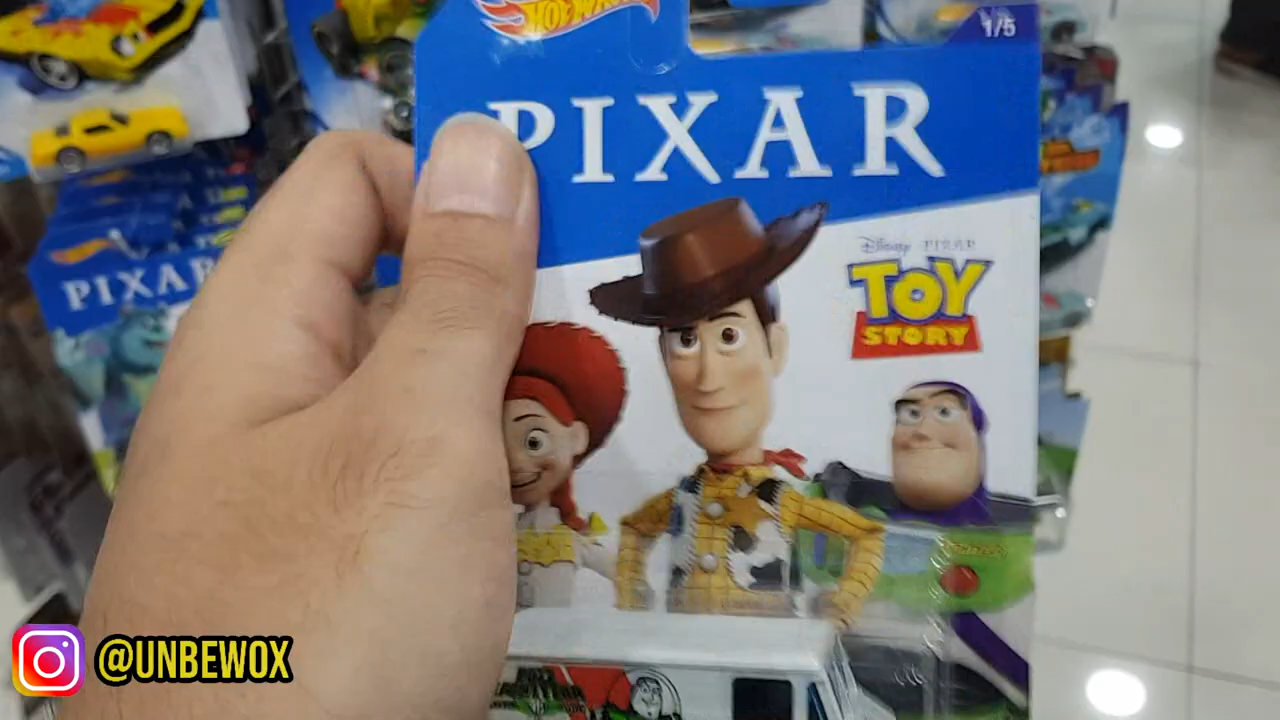 HOT WHEELS
1/5
PIXAR
PIXAR
Disney · PIXAR
TOY
STORY
@UNBEWOX